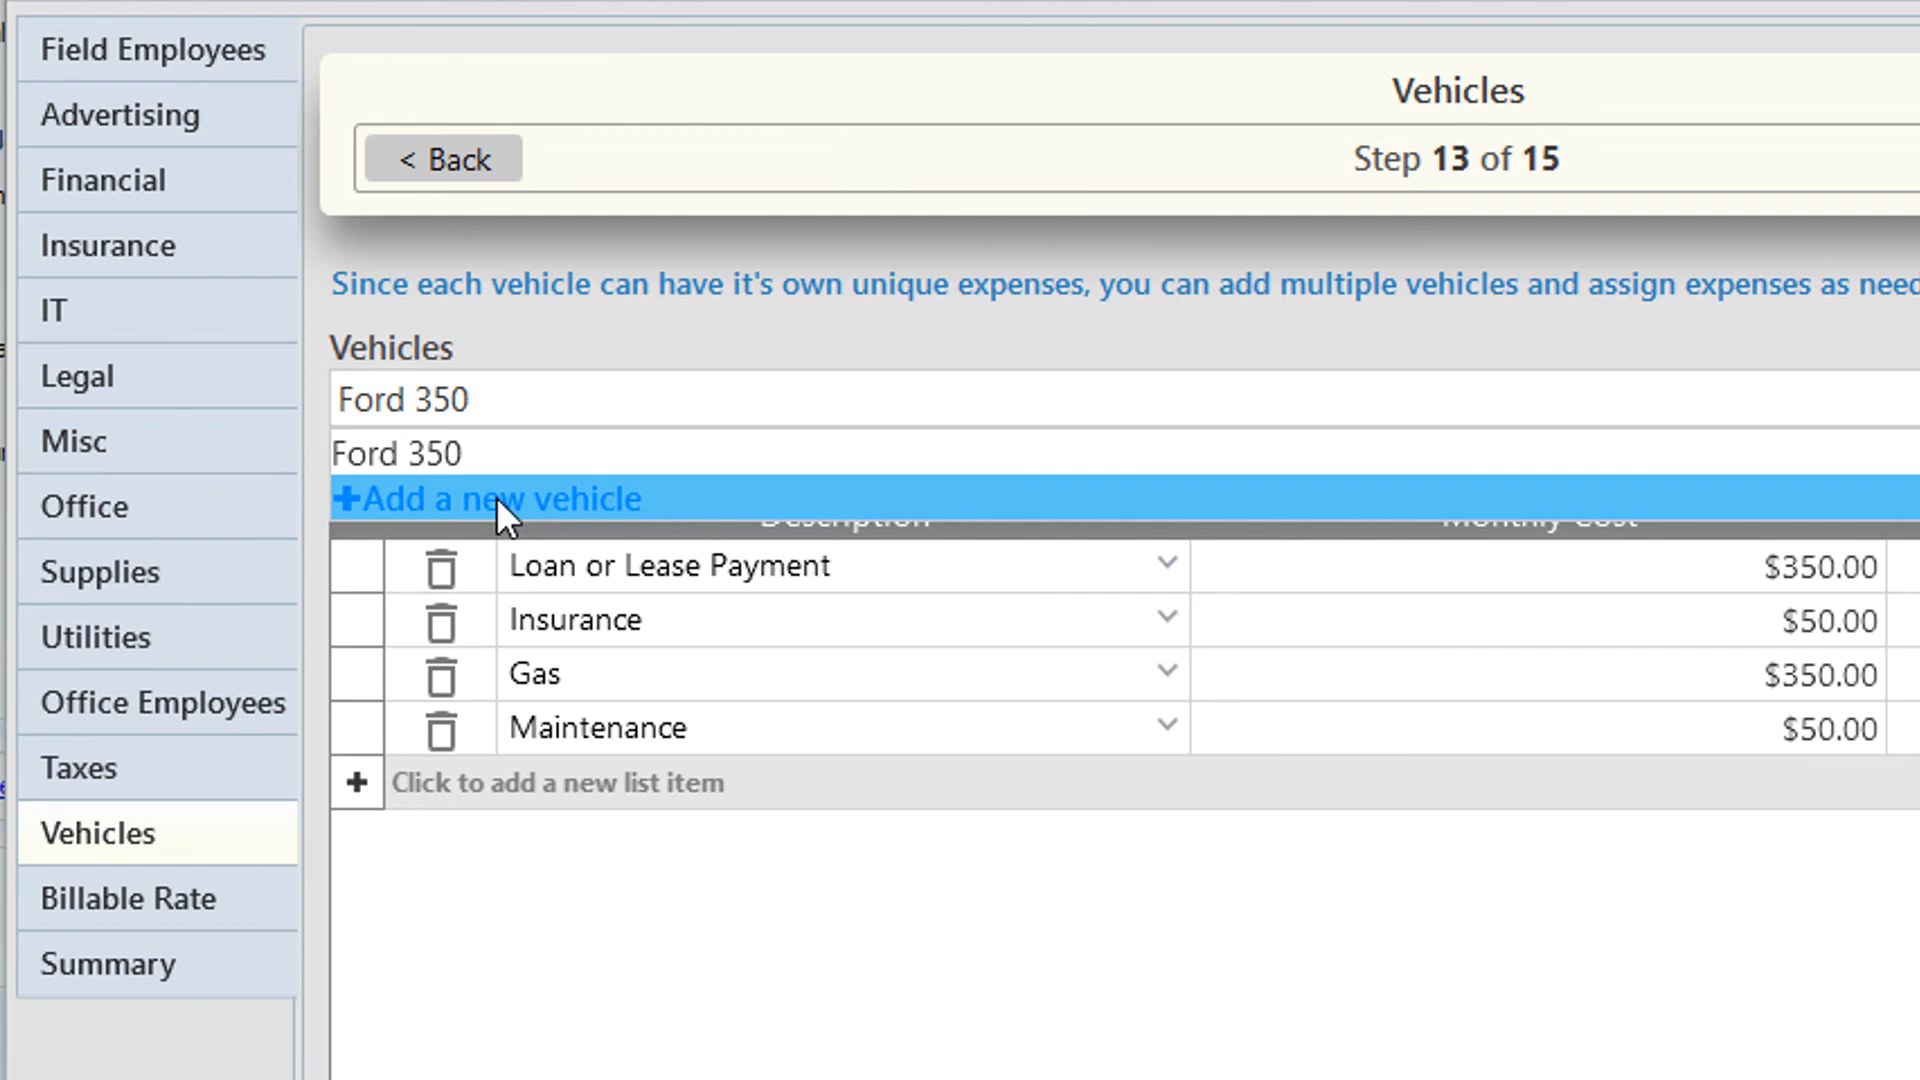 Field Employees
Advertising
Financial
Insurance
IT
Legal
Misc
Office
Supplies
Utilities
Office Employees
Taxes
Vehicles
Billable Rate
Summary
Vehicles
< Back
Step 13 of 15
Since each vehicle can have it's own unique expenses, you can add multiple vehicles and assign expenses as
Vehicles
Ford 350
Ford 350
+Add a new vehicle
Description Monthly Cost
Loan or Lease Payment $350.00
Insurance $50.00
Gas $350.00
Maintenance $50.00
+ Click to add a new list item